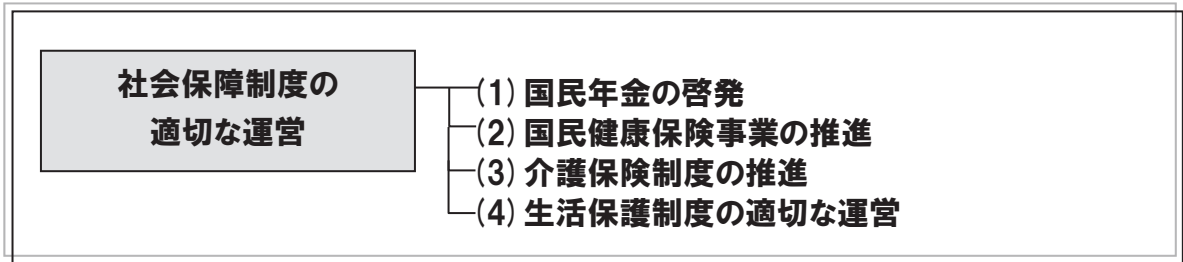 社会保障制度の
適切な運営
(1) 国民年金の啓発
(2) 国民健康保険事業の推進
(3) 介護保険制度の推進
(4) 生活保護制度の適切な運営